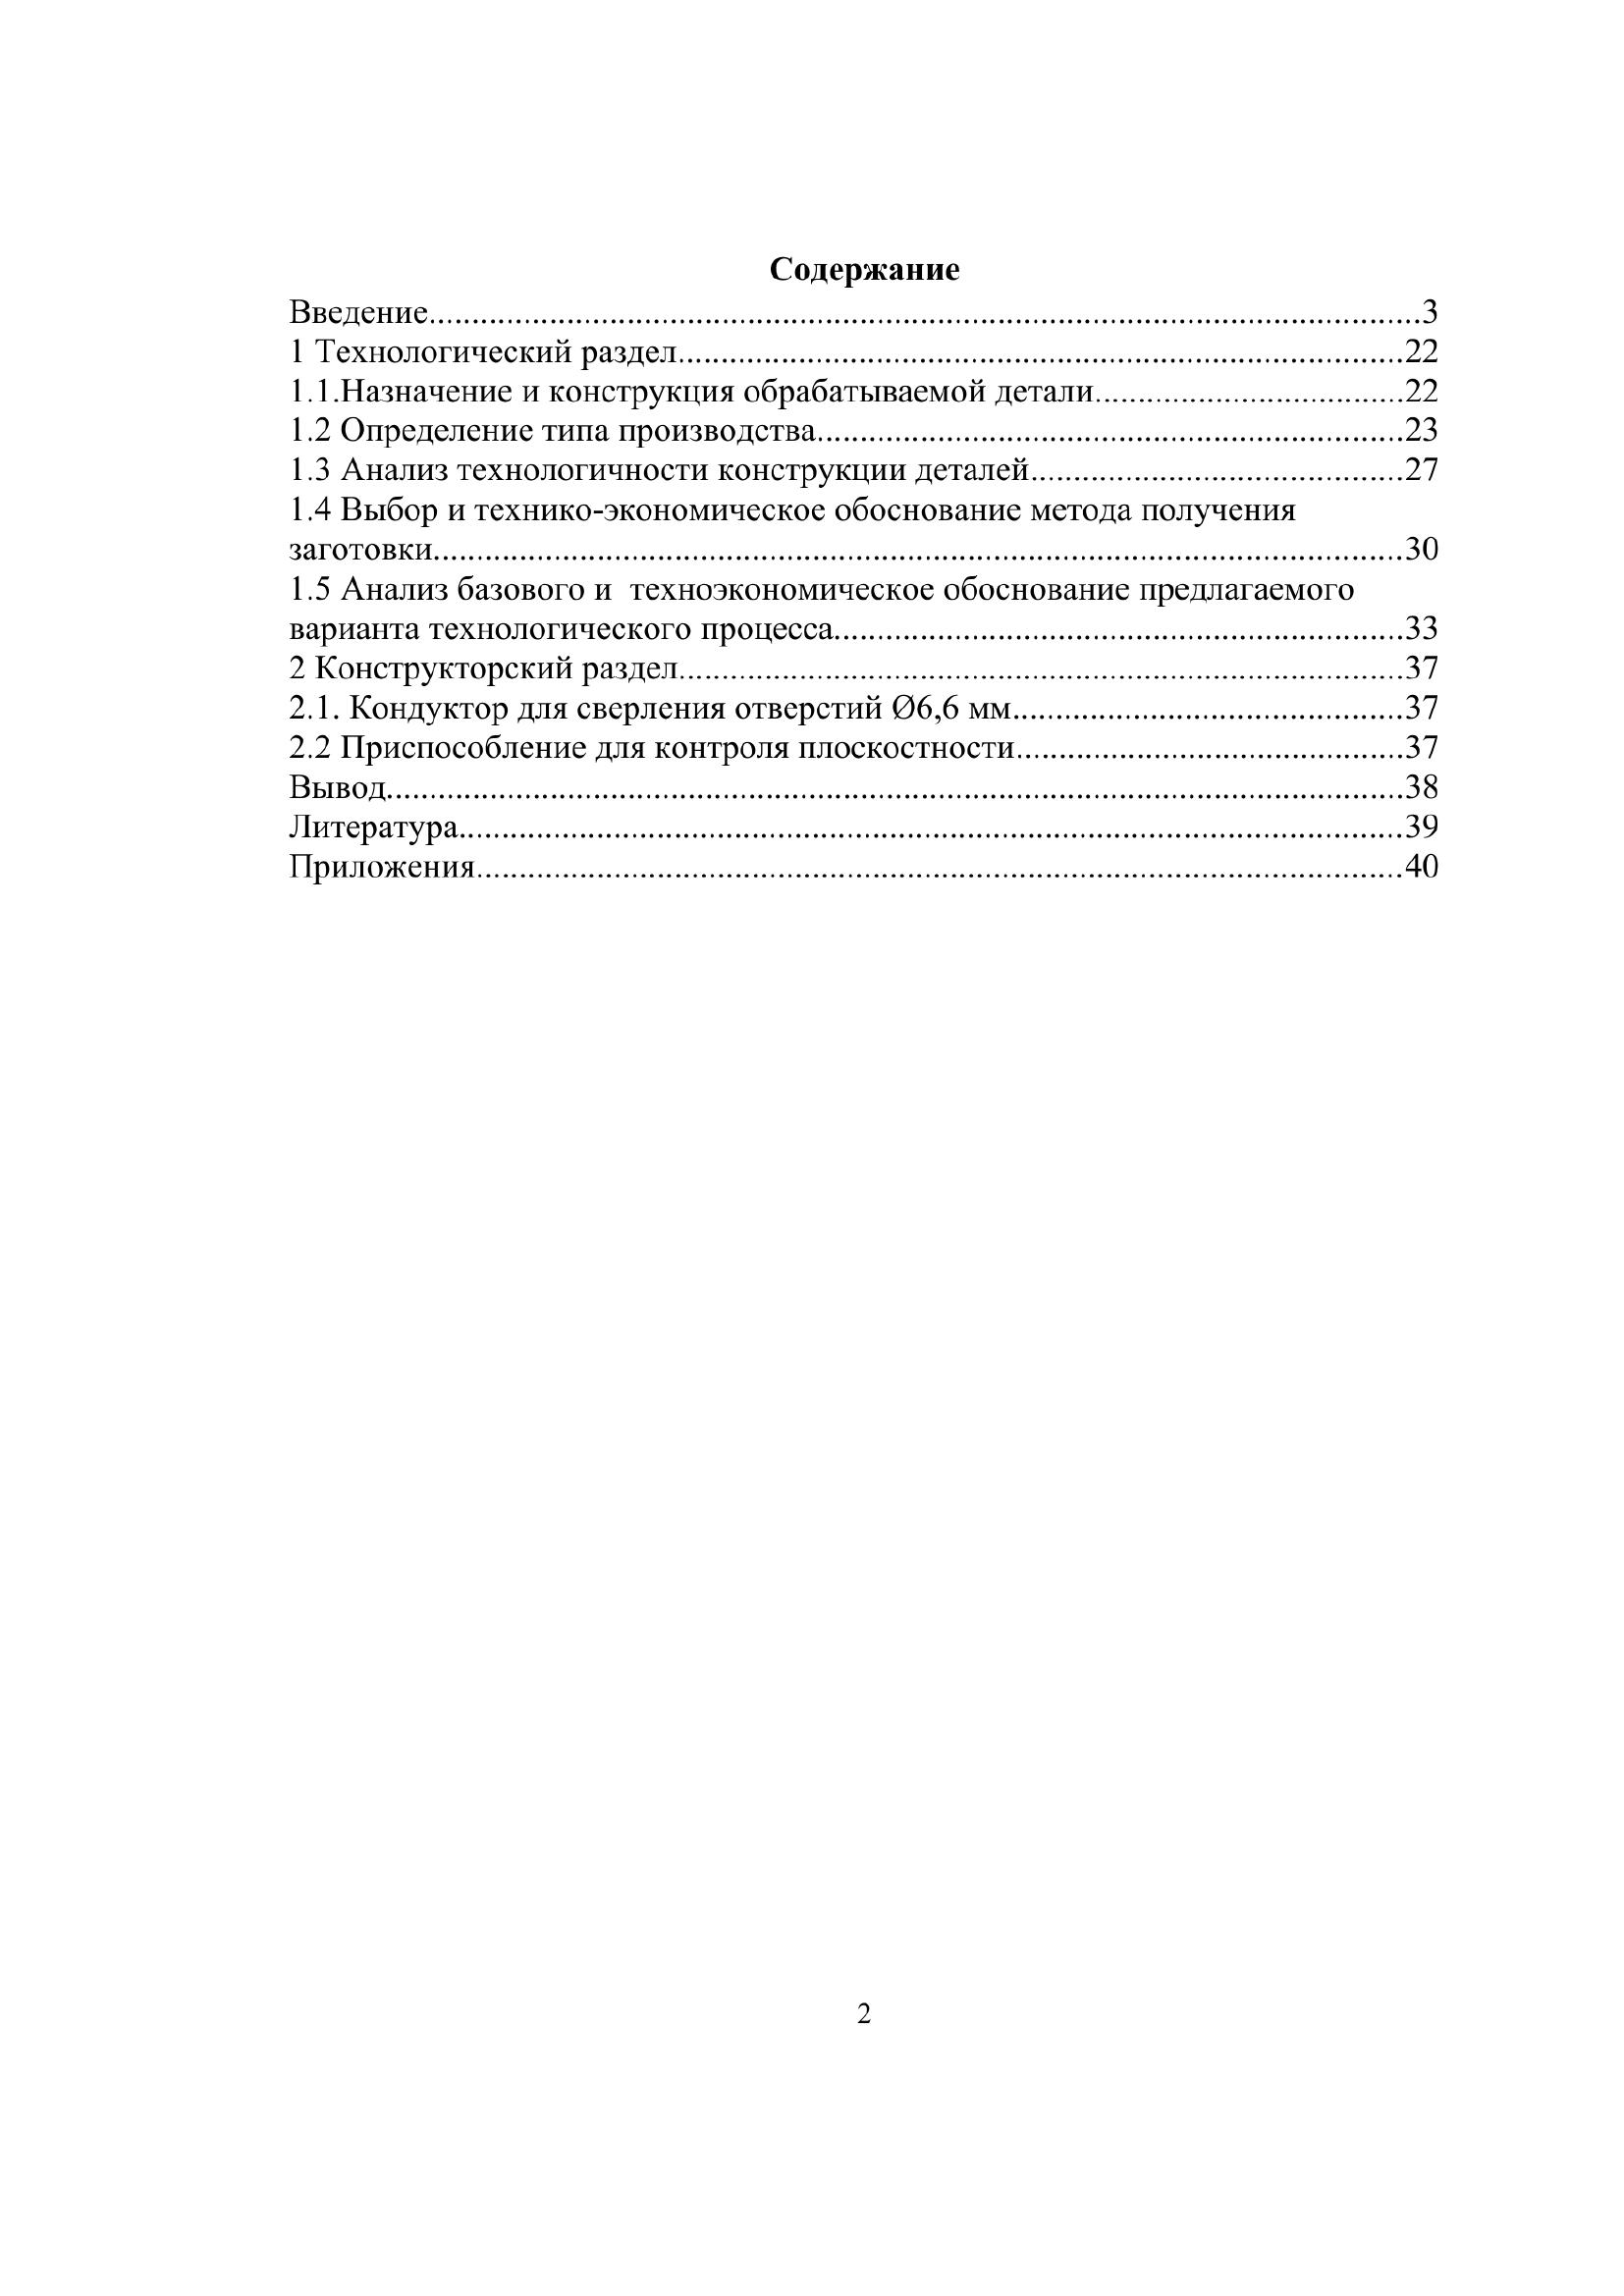 Содержание
Введение...................................................................................................................3
1 Технологический раздел....................................................................................22
1.1.Назначение и конструкция обрабатываемой детали....................................22
1.2 Определение типа производства....................................................................23
1.3 Анализ технологичности конструкции деталей...........................................27
1.4 Выбор и технико-экономическое обоснование метода получения
заготовки................................................................................................................30
1.5 Анализ базового и  техноэкономическое обоснование предлагаемого
варианта технологического процесса..................................................................33
2 Конструкторский раздел....................................................................................37
2.1. Кондуктор для сверления отверстий Ø6,6 мм.............................................37
2.2 Приспособление для контроля плоскостности.............................................37
Вывод......................................................................................................................38
Литература.............................................................................................................39
Приложения...........................................................................................................40
2